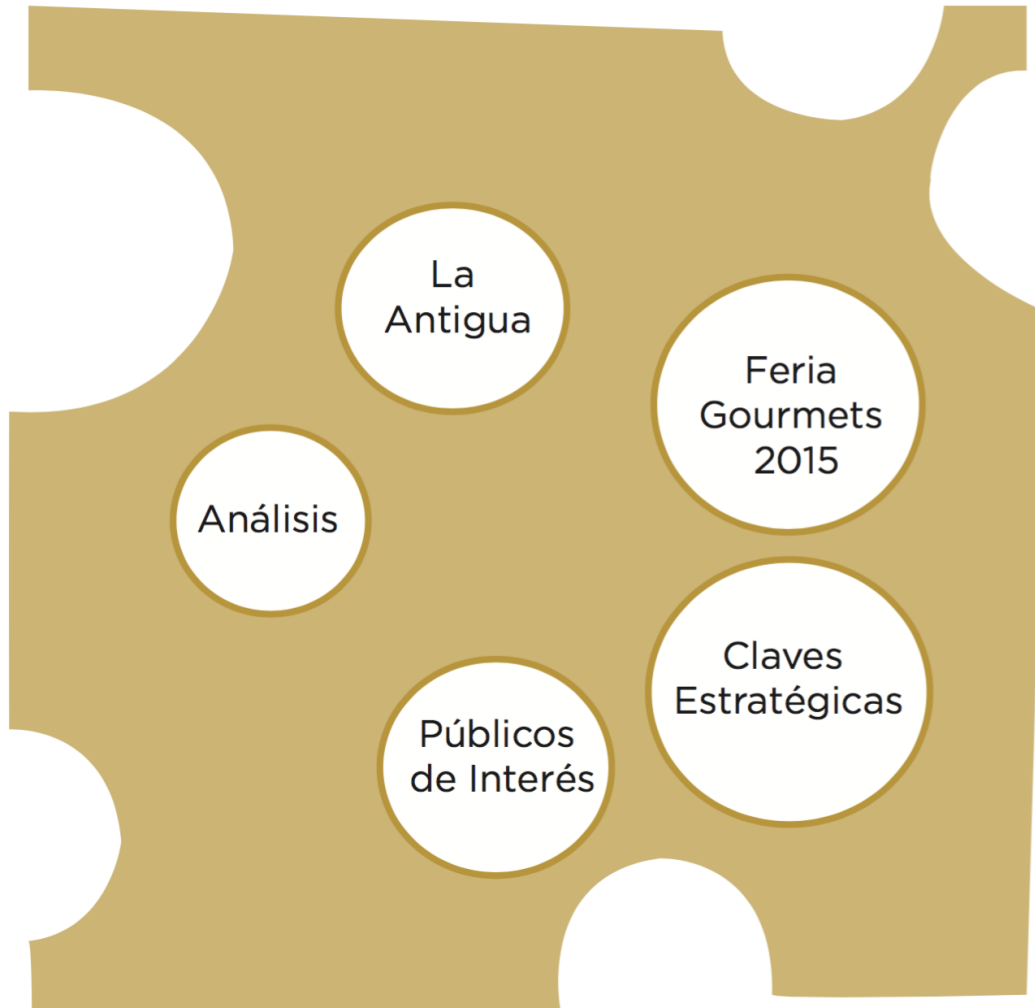 La
Antigua
Feria
Gourmets
2015
Análisis
Claves
Estratégicas
Públicos
de Interés